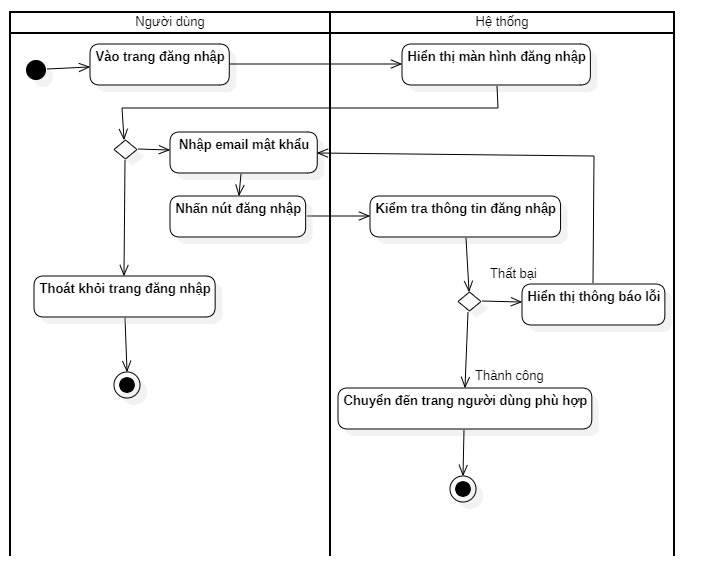 Người dùng
Hệ thống
Vào trang đăng nhập
Hiển thị màn hình đăng nhập
Nhập email mật khẩu
Nhấn nút đăng nhập
Kiểm tra thông tin đăng nhập
Thất bại
Thoát khỏi trang đăng nhập
Hiển thị thông báo lỗi
Thành công
Chuyển đến trang người dùng phù hợp